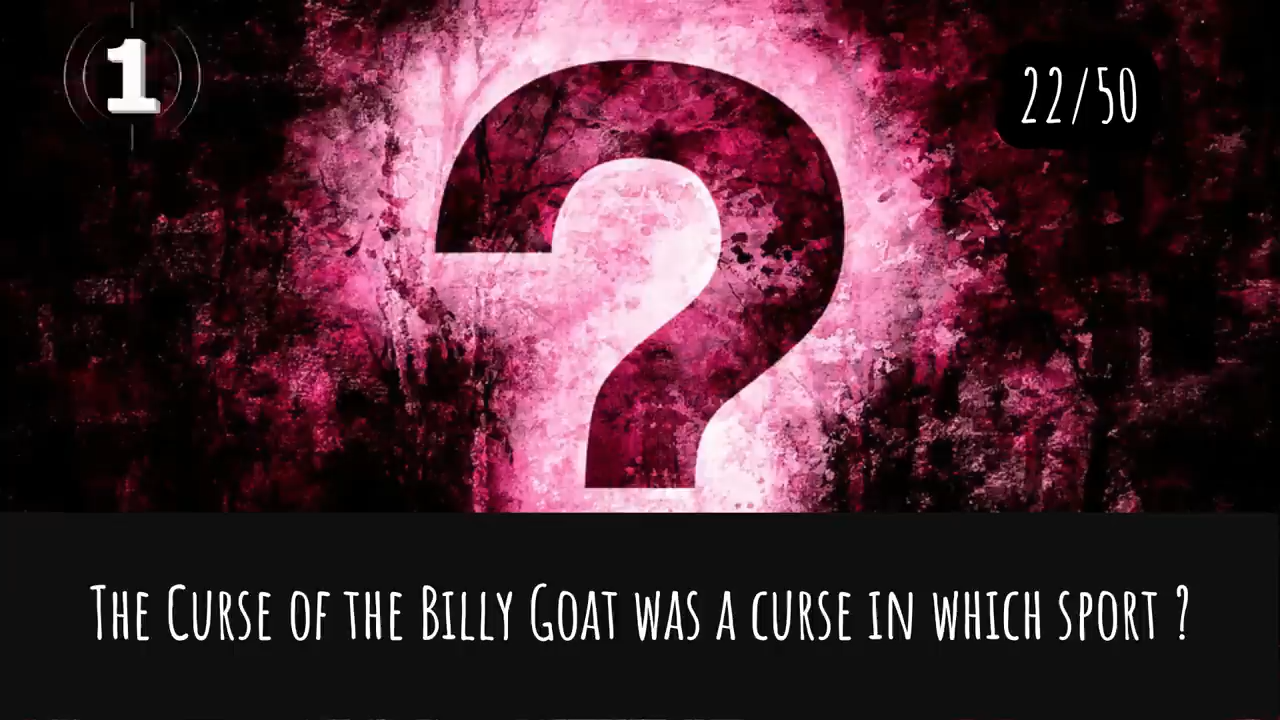 1
22/50
The Curse of the Billy Goat was a curse in which sport ?